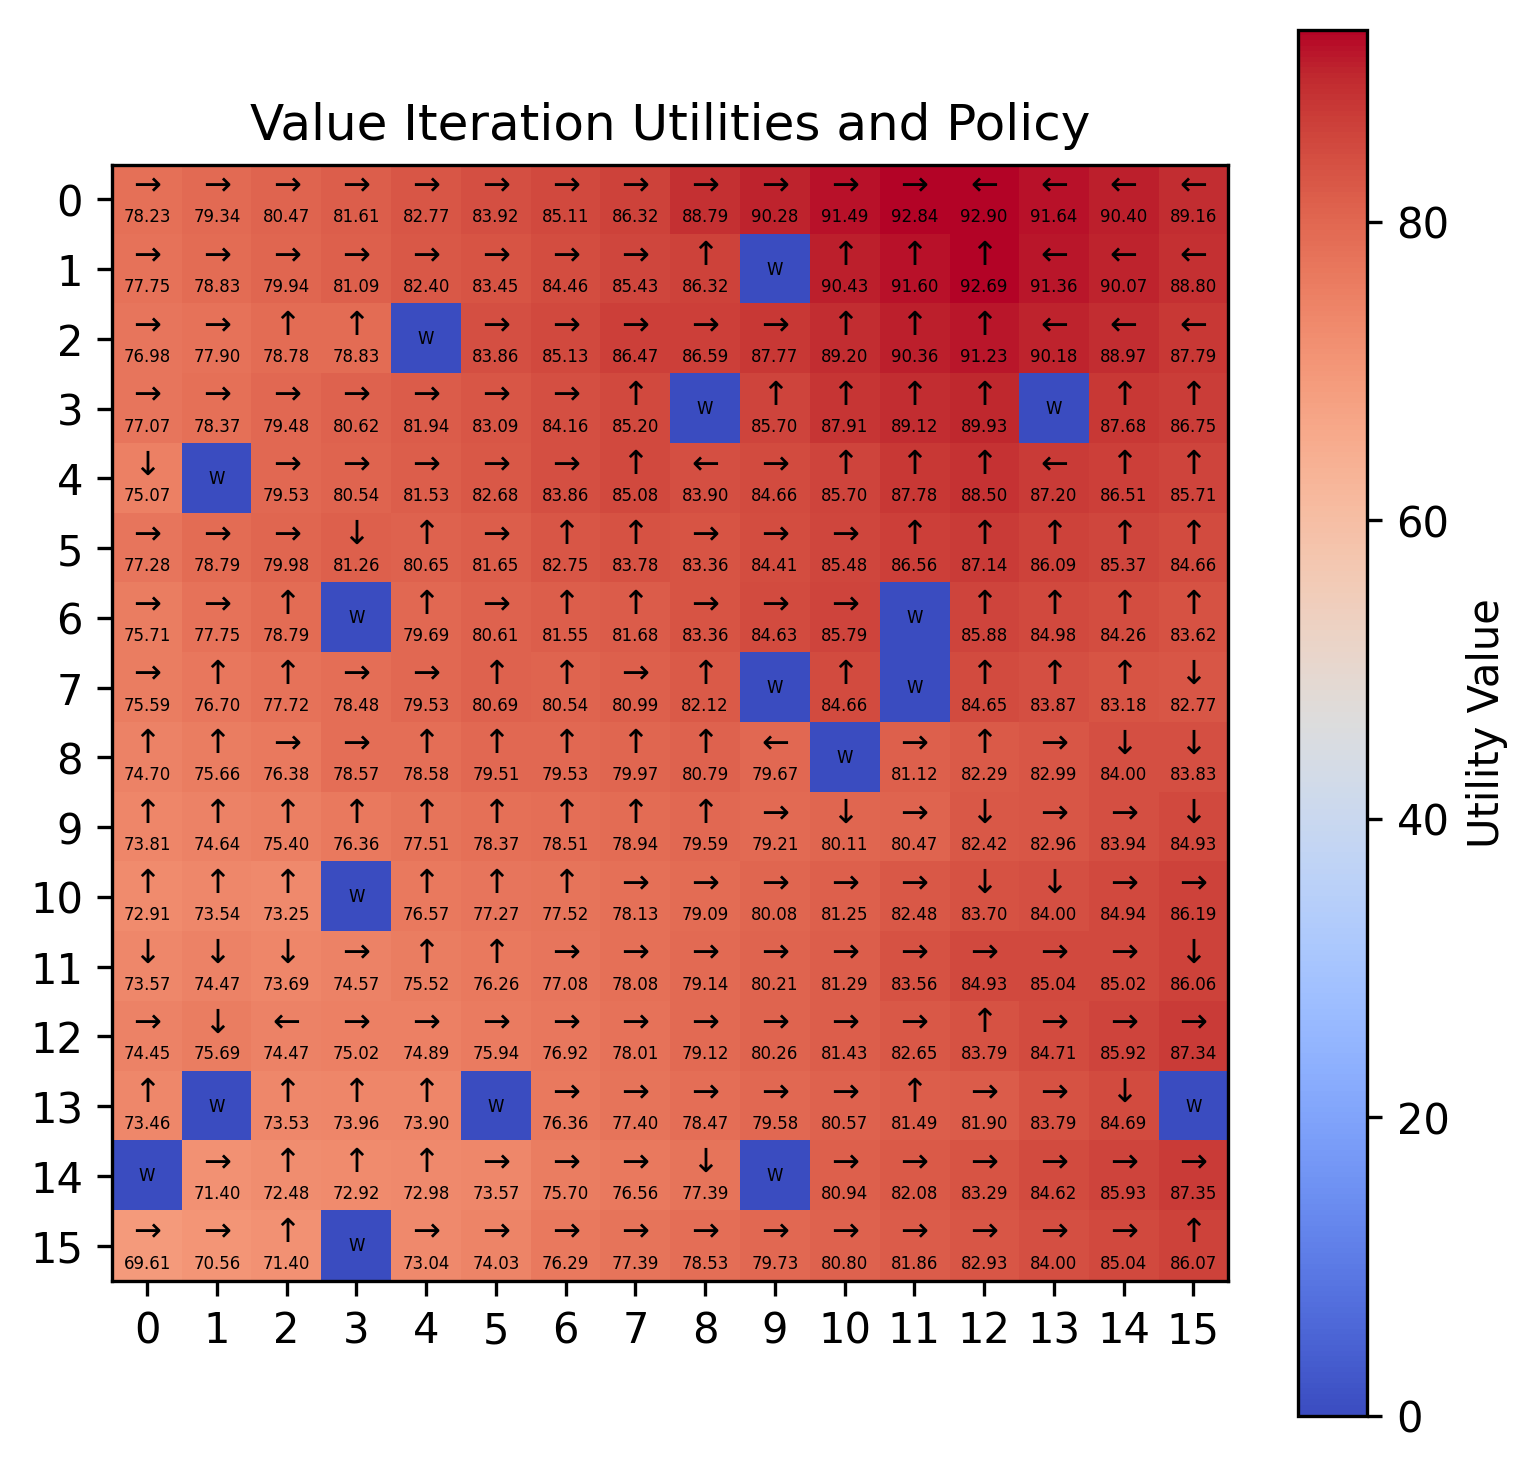 Value Iteration Utilities and Policy
0 → → → → → → → → → → → → ← ← ← ←
78.23 79.34 80.47 81.61 82.77 83.92 85.11 86.32 88.79 90.28 91.49 92.84 92.90 91.64 90.40 89.16
1 → → → → → → → → ↑ W ↑ ↑ ↑ ← ← ←
77.75 78.83 79.94 81.09 82.40 83.45 84.46 85.43 86.32 90.43 91.60 92.69 91.36 90.07 88.80
2 → → ↑ ↑ W → → → → → ↑ ↑ ↑ ← ← ←
76.98 77.90 78.78 78.83 83.86 85.13 86.47 86.59 87.77 89.20 90.36 91.23 90.18 88.97 87.79
3 → → → → → → → ↑ W ↑ ↑ ↑ ↑ W ↑ ↑
77.07 78.37 79.48 80.62 81.94 83.09 84.16 85.20 85.70 87.91 89.12 89.93 87.68 86.75
4 ↓ W → → → → → ↑ ← → ↑ ↑ ↑ ← ↑ ↑
75.07 79.53 80.54 81.53 82.68 83.86 85.08 83.90 84.66 85.70 87.78 88.50 87.20 86.51 85.71
5 → → → ↓ ↑ → ↑ ↑ → → → ↑ ↑ ↑ ↑ ↑
77.28 78.79 79.98 81.26 80.65 81.65 82.75 83.78 83.36 84.41 85.48 86.56 87.14 86.09 85.37 84.66
6 → → ↑ W ↑ → ↑ ↑ → → → W ↑ ↑ ↑ ↑
75.71 77.75 78.79 79.69 80.61 81.55 81.68 83.36 84.63 85.79 85.88 84.98 84.26 83.62
7 → ↑ ↑ → → ↑ ↑ → ↑ W ↑ W ↑ ↑ ↑ ↓
75.59 76.70 77.72 78.48 79.53 80.69 80.54 80.99 82.12 84.66 84.65 83.87 83.18 82.77
8 ↑ ↑ → → ↑ ↑ ↑ ↑ ↑ ← W → ↑ → ↓ ↓
74.70 75.66 76.38 78.57 78.58 79.51 79.53 79.97 80.79 79.67 81.12 82.29 82.99 84.00 83.83
9 ↑ ↑ ↑ ↑ ↑ ↑ ↑ ↑ ↑ → ↓ → ↓ → → ↓
73.81 74.64 75.40 76.36 77.51 78.37 78.51 78.94 79.59 79.21 80.11 80.47 82.42 82.96 83.94 84.93
10 ↑ ↑ ↑ W ↑ ↑ ↑ → → → → → ↓ ↓ → →
72.91 73.54 73.25 76.57 77.27 77.52 78.13 79.09 80.08 81.25 82.48 83.70 84.00 84.94 86.19
11 ↓ ↓ ↓ → ↑ ↑ → → → → → → → → → ↓
73.57 74.47 73.69 74.57 75.52 76.26 77.08 78.08 79.14 80.21 81.29 83.56 84.93 85.04 85.02 86.06
12 → ↓ ← → → → → → → → → → ↑ → → →
74.45 75.69 74.47 75.02 74.89 75.94 76.92 78.01 79.12 80.26 81.43 82.65 83.79 84.71 85.92 87.34
13 ↑ W ↑ ↑ ↑ W → → → → → ↑ → → ↓ W
73.46 73.53 73.96 73.90 76.36 77.40 78.47 79.58 80.57 81.49 81.90 83.79 84.69
14 W → ↑ ↑ ↑ → → → ↓ W → → → → → →
71.40 72.48 72.92 72.98 73.57 75.70 76.56 77.39 80.94 82.08 83.29 84.62 85.93 87.35
15 → → ↑ W → → → → → → → → → → → ↑
69.61 70.56 71.40 73.04 74.03 76.29 77.39 78.53 79.73 80.80 81.86 82.93 84.00 85.04 86.07
0 1 2 3 4 5 6 7 8 9 10 11 12 13 14 15
80
60
40
20
0
Utility Value